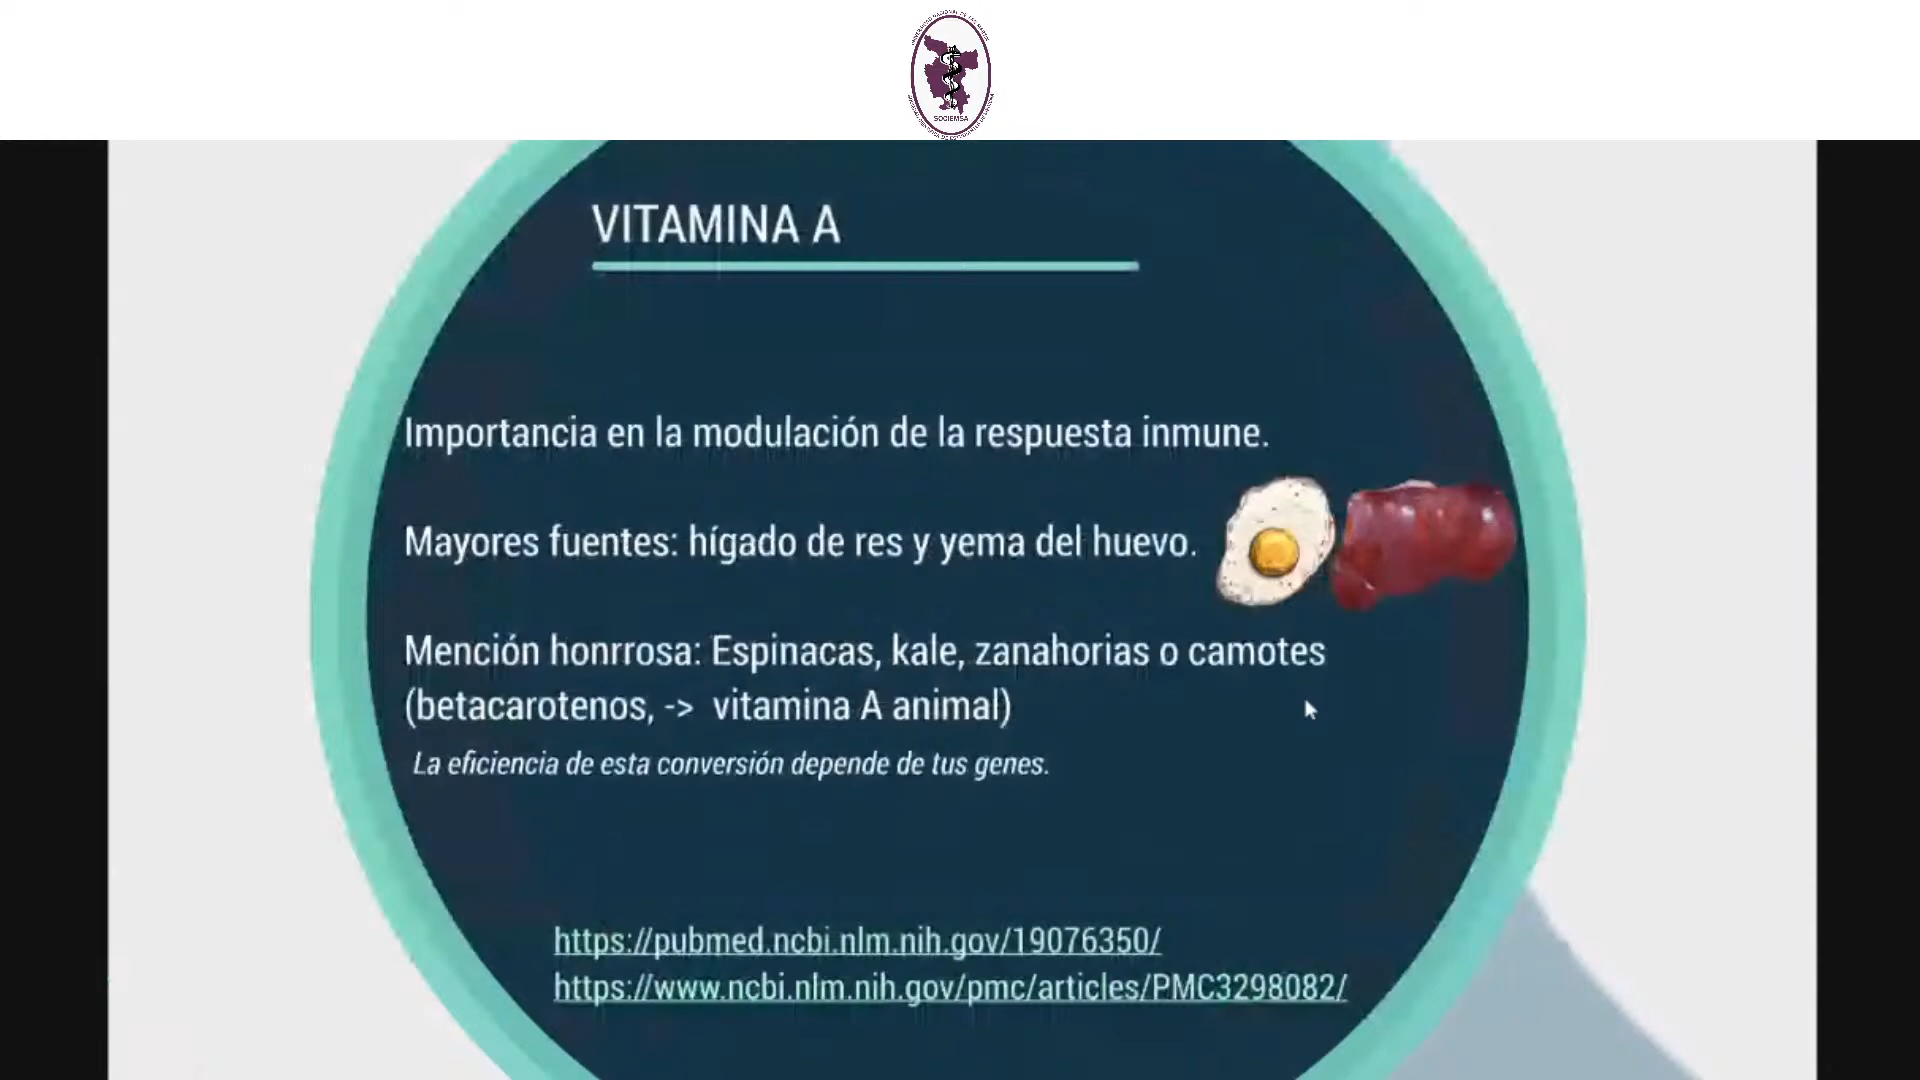 SOCIEMSA
VITAMINA A
Importancia en la modulación de la respuesta inmune.
Mayores fuentes: hígado de res y yema del huevo.
Mención honrrosa: Espinacas, kale, zanahorias o camotes
(betacarotenos, -> vitamina A animal)
La eficiencia de esta conversión depende de tus genes.
https://pubmed.ncbi.nlm.nih.gov/19076350/
https://www.ncbi.nlm.nih.gov/pmc/articles/PMC3298082/